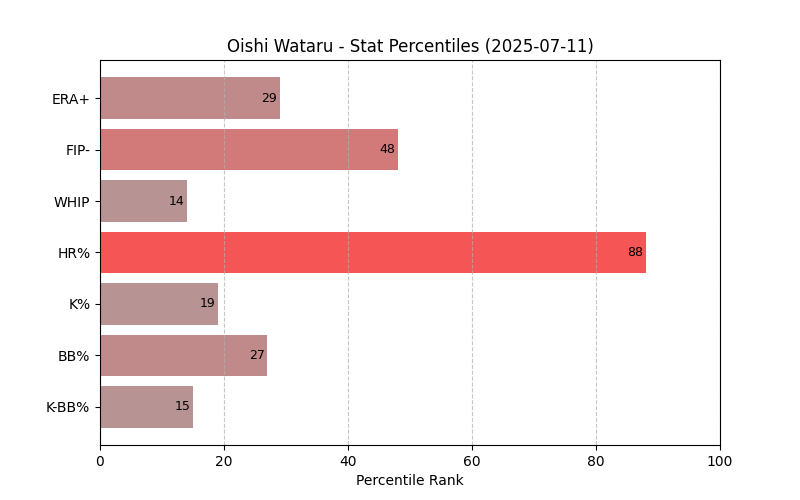 Oishi Wataru - Stat Percentiles (2025-07-11)
ERA+ 29
FIP- 48
WHIP 14
HR% 88
K% 19
BB% 27
K-BB% 15
0 20 40 60 80 100
Percentile Rank